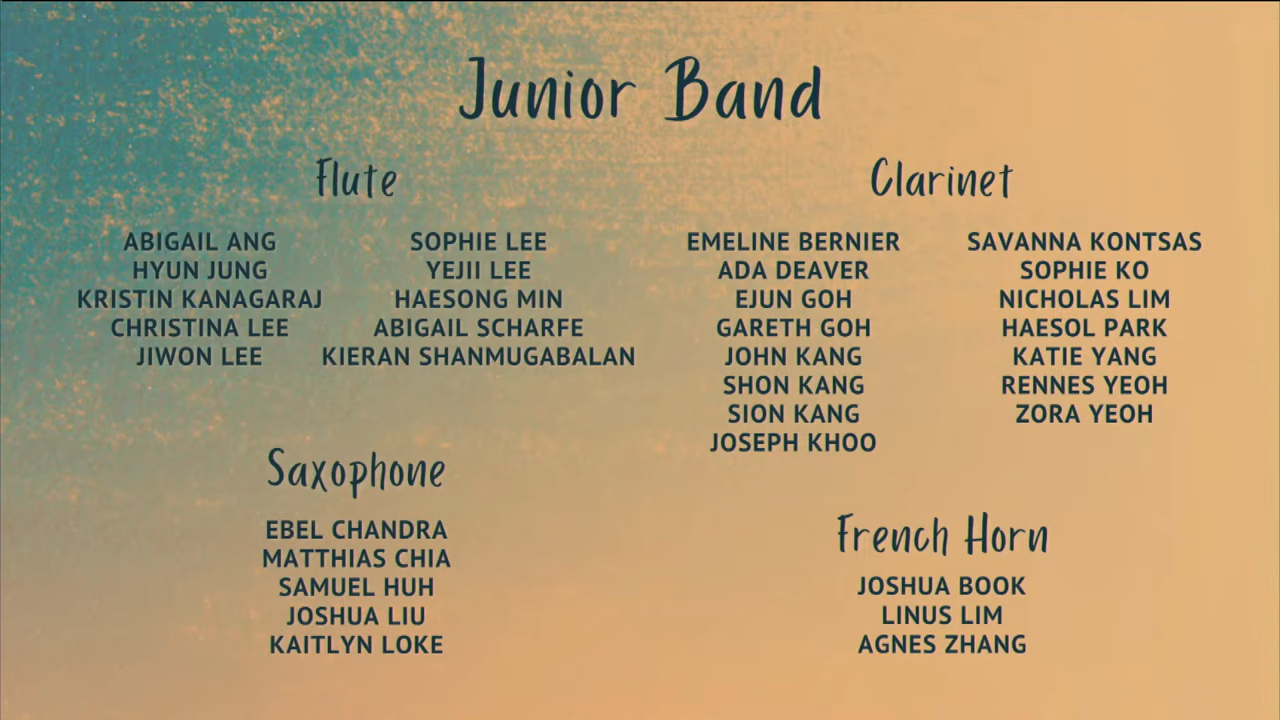 Junior Band
Flute
ABIGAIL ANG
HYUN JUNG
KRISTIN KANAGARAJ
CHRISTINA LEE
JIWON LEE
SOPHIE LEE
YEJII LEE
HAESONG MIN
ABIGAIL SCHARFE
KIERAN SHANMUGABALAN
Clarinet
EMELINE BERNIER
ADA DEAVER
EJUN GOH
GARETH GOH
JOHN KANG
SHON KANG
SION KANG
JOSEPH KHOO
SAVANNA KONTSAS
SOPHIE KO
NICHOLAS LIM
HAESOL PARK
KATIE YANG
RENNES YEOH
ZORA YEOH
Saxophone
EBEL CHANDRA
MATTHIAS CHIA
SAMUEL HUH
JOSHUA LIU
KAITLYN LOKE
French Horn
JOSHUA BOOK
LINUS LIM
AGNES ZHANG